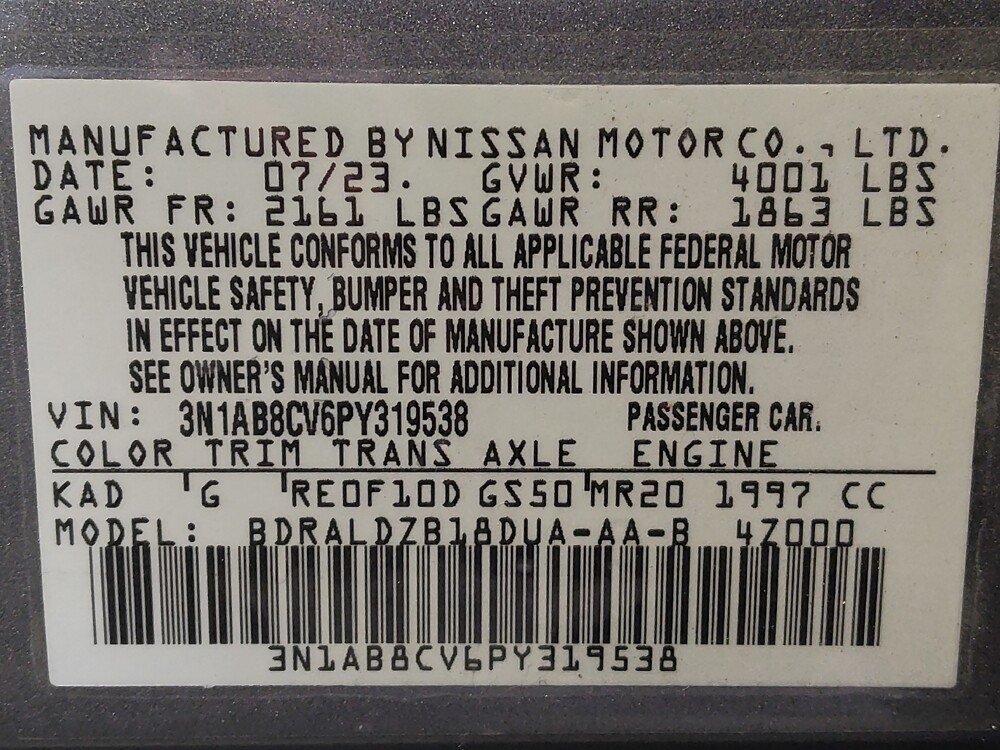 MANUFACTURED BY NISSAN MOTOR CO., LTD.
DATE: 07/23. GVWR: 4001 LBS
GAWR FR: 2161 LBS GAWR RR: 1863 LBS
THIS VEHICLE CONFORMS TO ALL APPLICABLE FEDERAL MOTOR
VEHICLE SAFETY, BUMPER AND THEFT PREVENTION STANDARDS
IN EFFECT ON THE DATE OF MANUFACTURE SHOWN ABOVE.
SEE OWNER'S MANUAL FOR ADDITIONAL INFORMATION.
VIN: 3N1AB8CV6PY319538 PASSENGER CAR.
COLOR TRIM TRANS AXLE ENGINE
KAD G RE0F10D GS50 MR20 1997 CC
MODEL: BDRALDZB18DUA-AA-B 4Z000
3N1AB8CV6PY319538